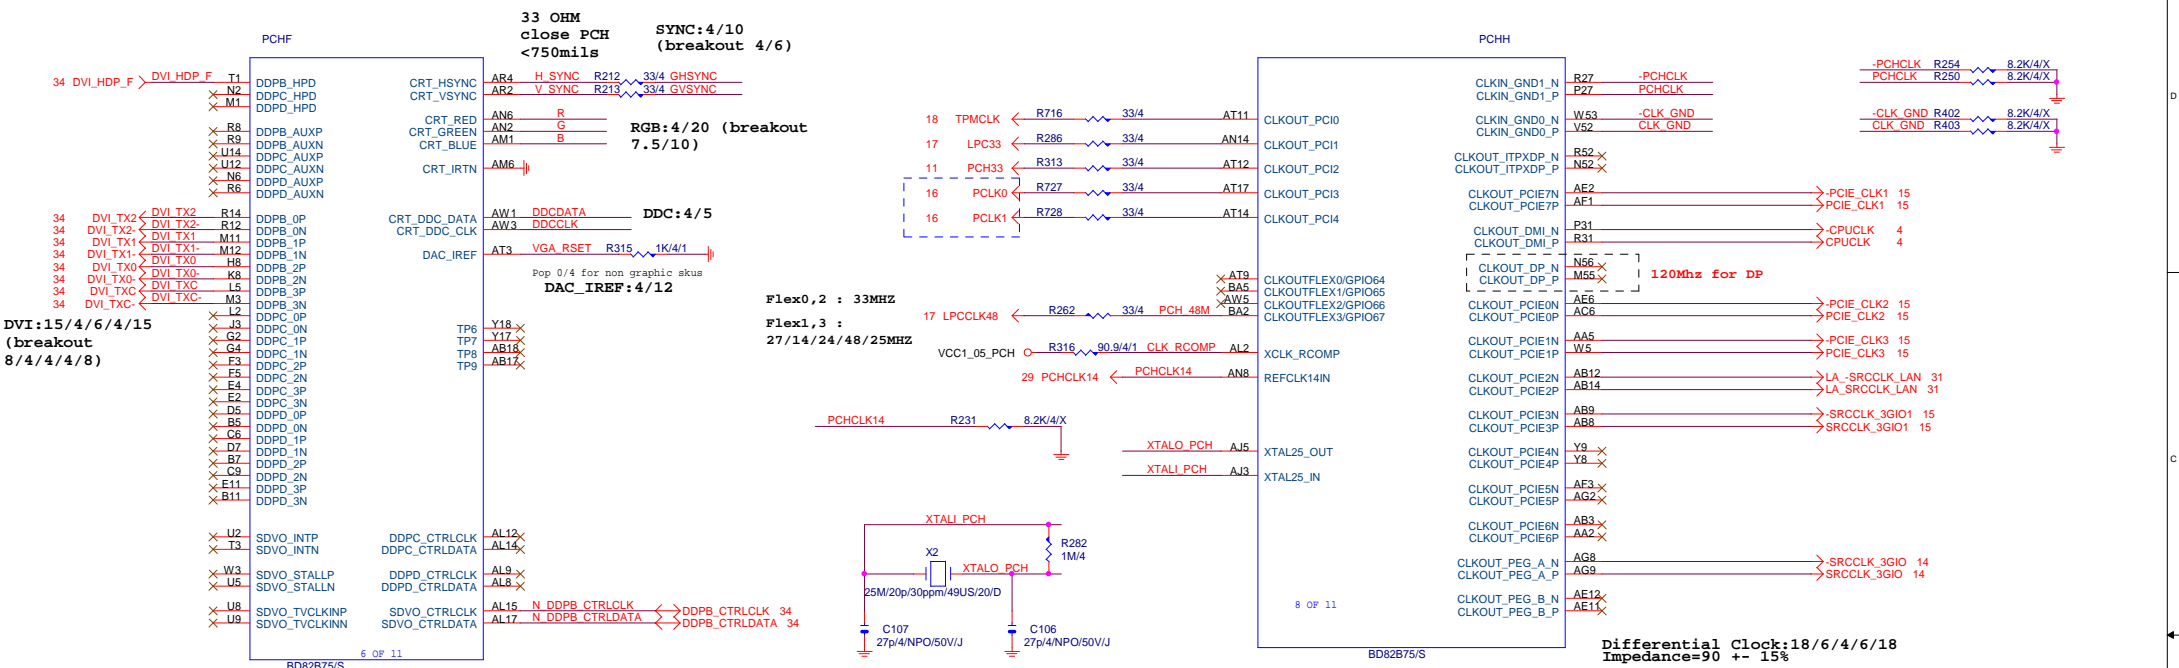 33 OHM
close PCH
<750mils
SYNC:4/10
(breakout 4/6)
PCHF
34 DVI_HDP_F DVI_HDP_F T1 DDPB_HPD
N2 DDPC_HPD
M1 DDPD_HPD
R8 DDPB_AUXP
R9 DDPB_AUXN
U14 DDPC_AUXP
U12 DDPC_AUXN
N6 DDPD_AUXP
R6 DDPD_AUXN
34 DVI_TX2 DVI_TX2 R14 DDPB_0P
34 DVI_TX2- DVI_TX2- R12 DDPB_0N
34 DVI_TX1 DVI_TX1 M11 DDPB_1P
34 DVI_TX1- DVI_TX1- M12 DDPB_1N
34 DVI_TX0 DVI_TX0 H8 DDPB_2P
34 DVI_TX0- DVI_TX0- K8 DDPB_2N
34 DVI_TXC DVI_TXC L5 DDPB_3P
34 DVI_TXC- DVI_TXC- M3 DDPB_3N
DVI:15/4/6/4/15
(breakout
8/4/4/4/8)
L2 DDPC_0P
J3 DDPC_0N
G2 DDPC_1P
G4 DDPC_1N
F3 DDPC_2P
F5 DDPC_2N
E4 DDPC_3P
E2 DDPC_3N
D5 DDPD_0P
B5 DDPD_0N
C6 DDPD_1P
D7 DDPD_1N
B7 DDPD_2P
C9 DDPD_2N
E11 DDPD_3P
B11 DDPD_3N
U2 SDVO_INTP
T3 SDVO_INTN
W3 SDVO_STALLP
U5 SDVO_STALLN
U8 SDVO_TVCLKINP
U9 SDVO_TVCLKINN
CRT_HSYNC AR4 H_SYNC R212 33/4 GHSYNC
CRT_VSYNC AR2 V_SYNC R213 33/4 GVSYNC
CRT_RED AN6 R
CRT_GREEN AN2 G
CRT_BLUE AM1 B
RGB:4/20 (breakout
7.5/10)
CRT_IRTN AM6
CRT_DDC_DATA AW1 DDCDATA
CRT_DDC_CLK AW3 DDCCLK
DDC:4/5
DAC_IREF AT3 VGA_RSET R315 1K/4/1
Pop 0/4 for non graphic skus
DAC_IREF:4/12
TP6 Y18
TP7 Y17
TP8 AB18
TP9 AB17
DDPC_CTRLCLK AL12
DDPC_CTRLDATA AL14
DDPD_CTRLCLK AL9
DDPD_CTRLDATA AL8
SDVO_CTRLCLK AL15 N_DDPB_CTRLCLK DDPB_CTRLCLK 34
SDVO_CTRLDATA AL17 N_DDPB_CTRLDATA DDPB_CTRLDATA 34
6 OF 11
BD82B75/S
PCHH
18 TPMCLK R716 33/4 AT11 CLKOUT_PCI0
17 LPC33 R286 33/4 AN14 CLKOUT_PCI1
11 PCH33 R313 33/4 AT12 CLKOUT_PCI2
16 PCLK0 R727 33/4 AT17 CLKOUT_PCI3
16 PCLK1 R728 33/4 AT14 CLKOUT_PCI4
AT9 CLKOUTFLEX0/GPIO64
BA5 CLKOUTFLEX1/GPIO65
AW5 CLKOUTFLEX2/GPIO66
17 LPCCLK48 R262 33/4 PCH_48M BA2 CLKOUTFLEX3/GPIO67
Flex0,2 : 33MHZ
Flex1,3 :
27/14/24/48/25MHZ
VCC1_05_PCH R316 90.9/4/1 CLK_RCOMP AL2 XCLK_RCOMP
29 PCHCLK14 PCHCLK14 AN8 REFCLK14IN
PCHCLK14 R231 8.2K/4/X
XTALO_PCH AJ5 XTAL25_OUT
XTALI_PCH AJ3 XTAL25_IN
XTALI_PCH
R282
1M/4
X2
XTALO_PCH
25M/20p/30ppm/49US/20/D
C107
27p/4/NPO/50V/J
C106
27p/4/NPO/50V/J
CLKIN_GND1_N R27 -PCHCLK
CLKIN_GND1_P P27 PCHCLK
CLKIN_GND0_N W53 -CLK_GND
CLKIN_GND0_P V52 CLK_GND
CLKOUT_ITPXDP_N R52
CLKOUT_ITPXDP_P N52
CLKOUT_PCIE7N AE2 -PCIE_CLK1 15
CLKOUT_PCIE7P AF1 PCIE_CLK1 15
CLKOUT_DMI_N P31 -CPUCLK 4
CLKOUT_DMI_P R31 CPUCLK 4
CLKOUT_DP_N N56
CLKOUT_DP_P M55
120Mhz for DP
CLKOUT_PCIE0N AE6 -PCIE_CLK2 15
CLKOUT_PCIE0P AC6 PCIE_CLK2 15
CLKOUT_PCIE1N AA5 -PCIE_CLK3 15
CLKOUT_PCIE1P W5 PCIE_CLK3 15
CLKOUT_PCIE2N AB12 LA_-SRCCLK_LAN 31
CLKOUT_PCIE2P AB14 LA_SRCCLK_LAN 31
CLKOUT_PCIE3N AB9 -SRCCLK_3GIO1 15
CLKOUT_PCIE3P AB8 SRCCLK_3GIO1 15
CLKOUT_PCIE4N Y9
CLKOUT_PCIE4P Y8
CLKOUT_PCIE5N AF3
CLKOUT_PCIE5P AG2
CLKOUT_PCIE6N AB3
CLKOUT_PCIE6P AA2
CLKOUT_PEG_A_N AG8 -SRCCLK_3GIO 14
CLKOUT_PEG_A_P AG9 SRCCLK_3GIO 14
CLKOUT_PEG_B_N AE12
CLKOUT_PEG_B_P AE11
8 OF 11
BD82B75/S
-PCHCLK R254 8.2K/4/X
PCHCLK R250 8.2K/4/X
-CLK_GND R402 8.2K/4/X
CLK_GND R403 8.2K/4/X
Differential Clock:18/6/4/6/18
Impedance=90 +- 15%
D
C